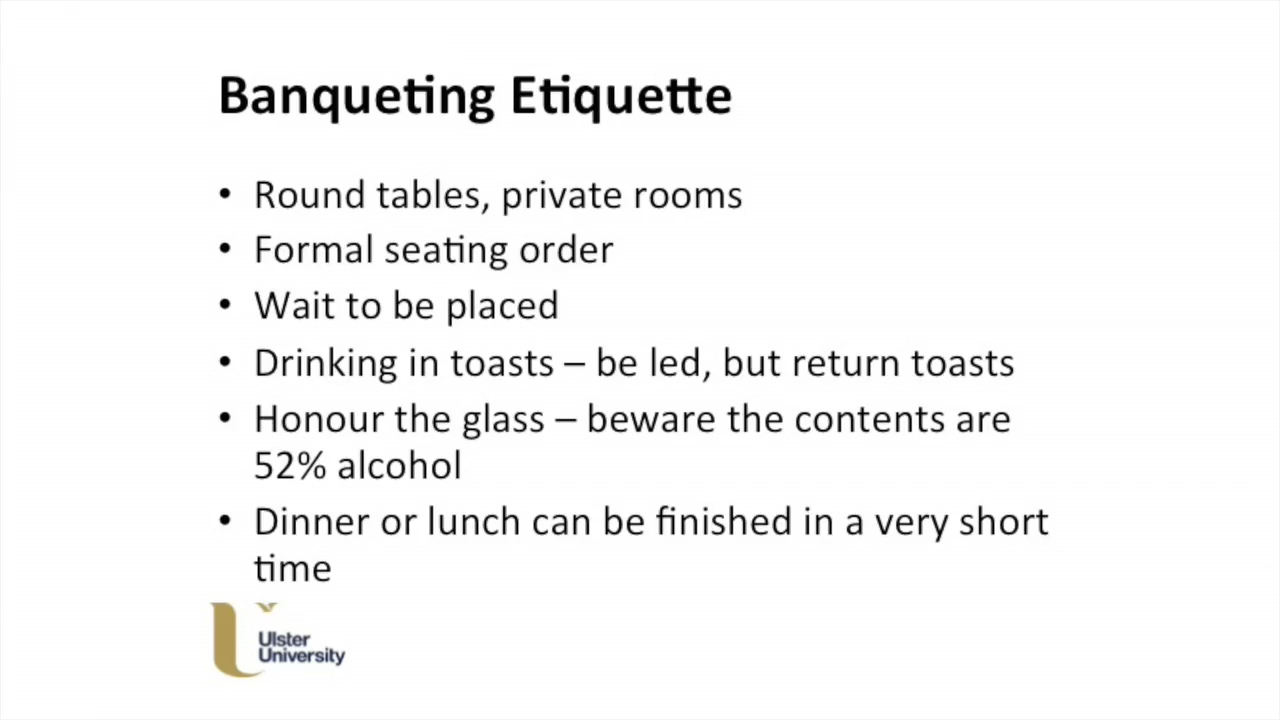 Banqueting Etiquette
• Round tables, private rooms
• Formal seating order
• Wait to be placed
• Drinking in toasts – be led, but return toasts
• Honour the glass – beware the contents are
52% alcohol
• Dinner or lunch can be finished in a very short
time
Ulster
University